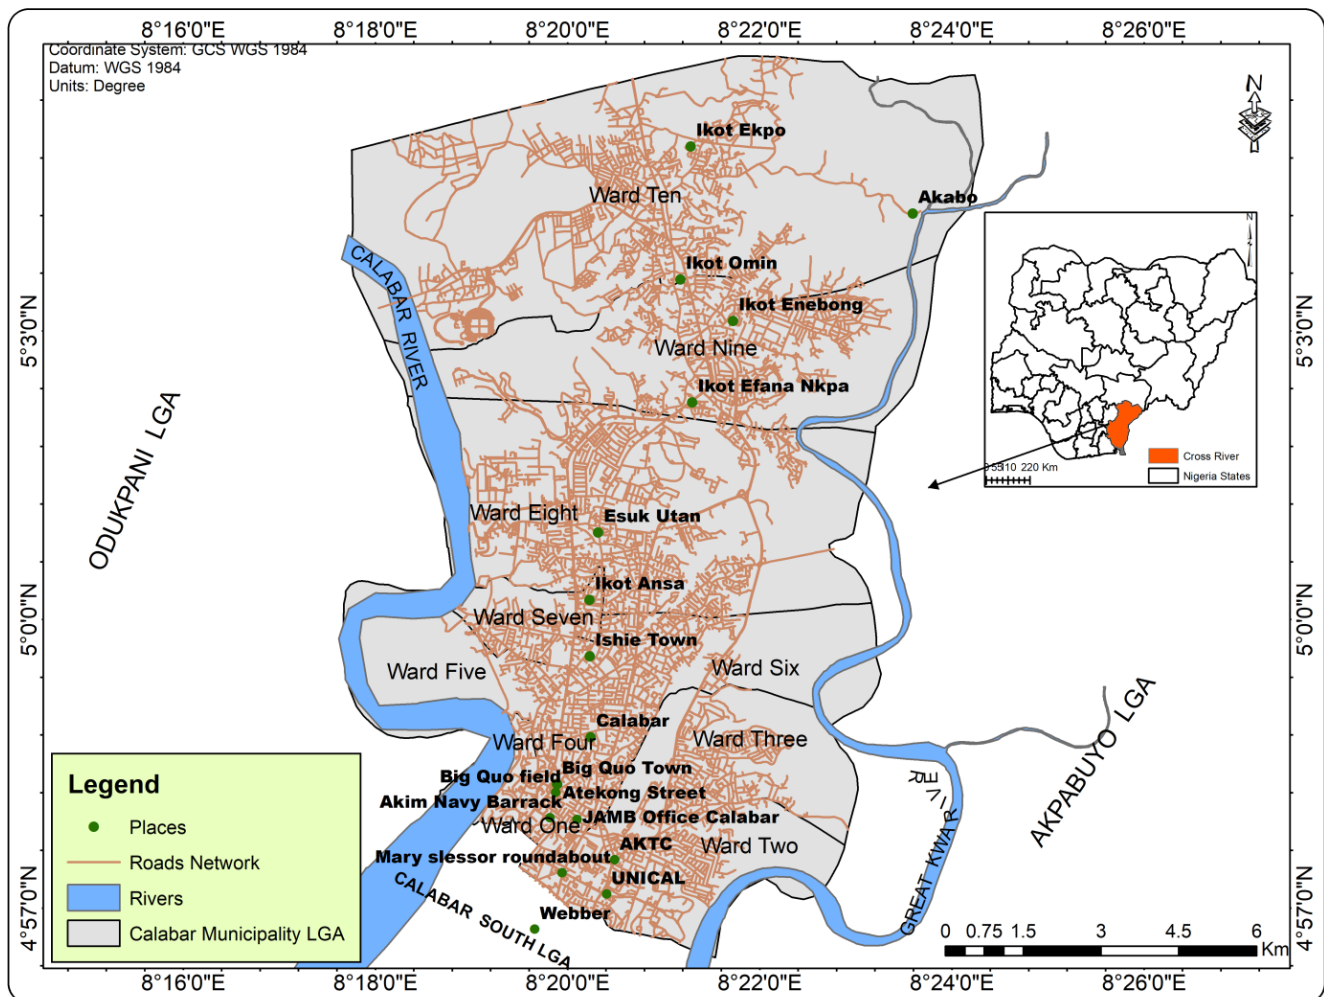 8°16'0"E 8°18'0"E 8°20'0"E 8°22'0"E 8°24'0"E 8°26'0"E
Coordinate System: GCS WGS 1984
Datum: WGS 1984
Units: Degree
N
Ikot Ekpo
Ward Ten
Akabo
N
CALABAR RIVER
Ikot Omin
Ikot Enebong
5°3'0"N
5°3'0"N
Ward Nine
Ikot Efana Nkpa
ODUKPANI LGA
Cross River
Nigeria States
220 Km
Ward Eight
Esuk Utan
Ikot Ansa
Ward Seven
5°0'0"N
5°0'0"N
Ishie Town
Ward Five
Ward Six
Calabar
Ward Four
Ward Three
AKPABUYO LGA
Big Quo field
Big Quo Town
Atekong Street
Akim Navy Barrack
JAMB Office Calabar
Ward One
Ward Two
AKTC
Mary slessor roundabout
UNICAL
Webber
GREAT KWAR RIVER
CALABAR SOUTH LGA
4°57'0"N
4°57'0"N
Legend
Places
Roads Network
Rivers
Calabar Municipality LGA
0 0.75 1.5 3 4.5 6
Km
8°16'0"E 8°18'0"E 8°20'0"E 8°22'0"E 8°24'0"E 8°26'0"E